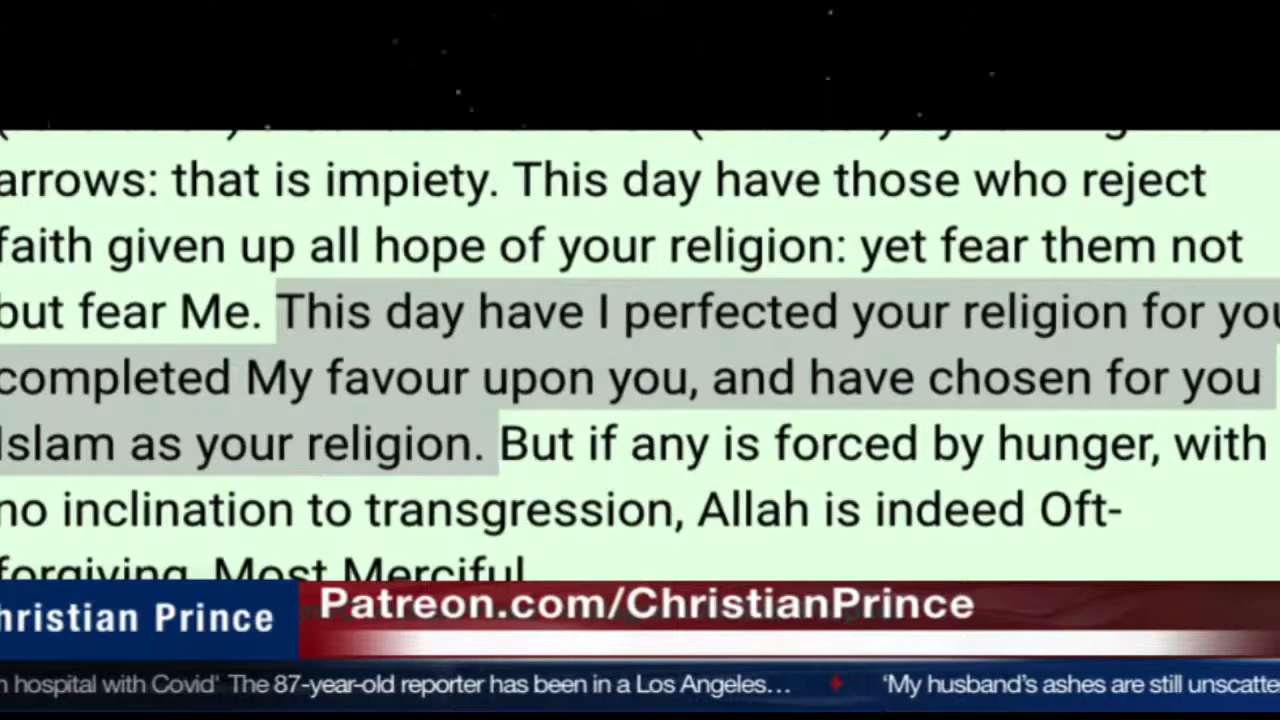 arrows: that is impiety. This day have those who reject
faith given up all hope of your religion: yet fear them not
but fear Me. This day have I perfected your religion for you
completed My favour upon you, and have chosen for you
Islam as your religion. But if any is forced by hunger, with
no inclination to transgression, Allah is indeed Oft-
forgiving, Most Merciful
hristian Prince
Patreon.com/ChristianPrince
n hospital with Covid' The 87-year-old reporter has been in a Los Angeles... ♦ ‘My husband's ashes are still unscatte